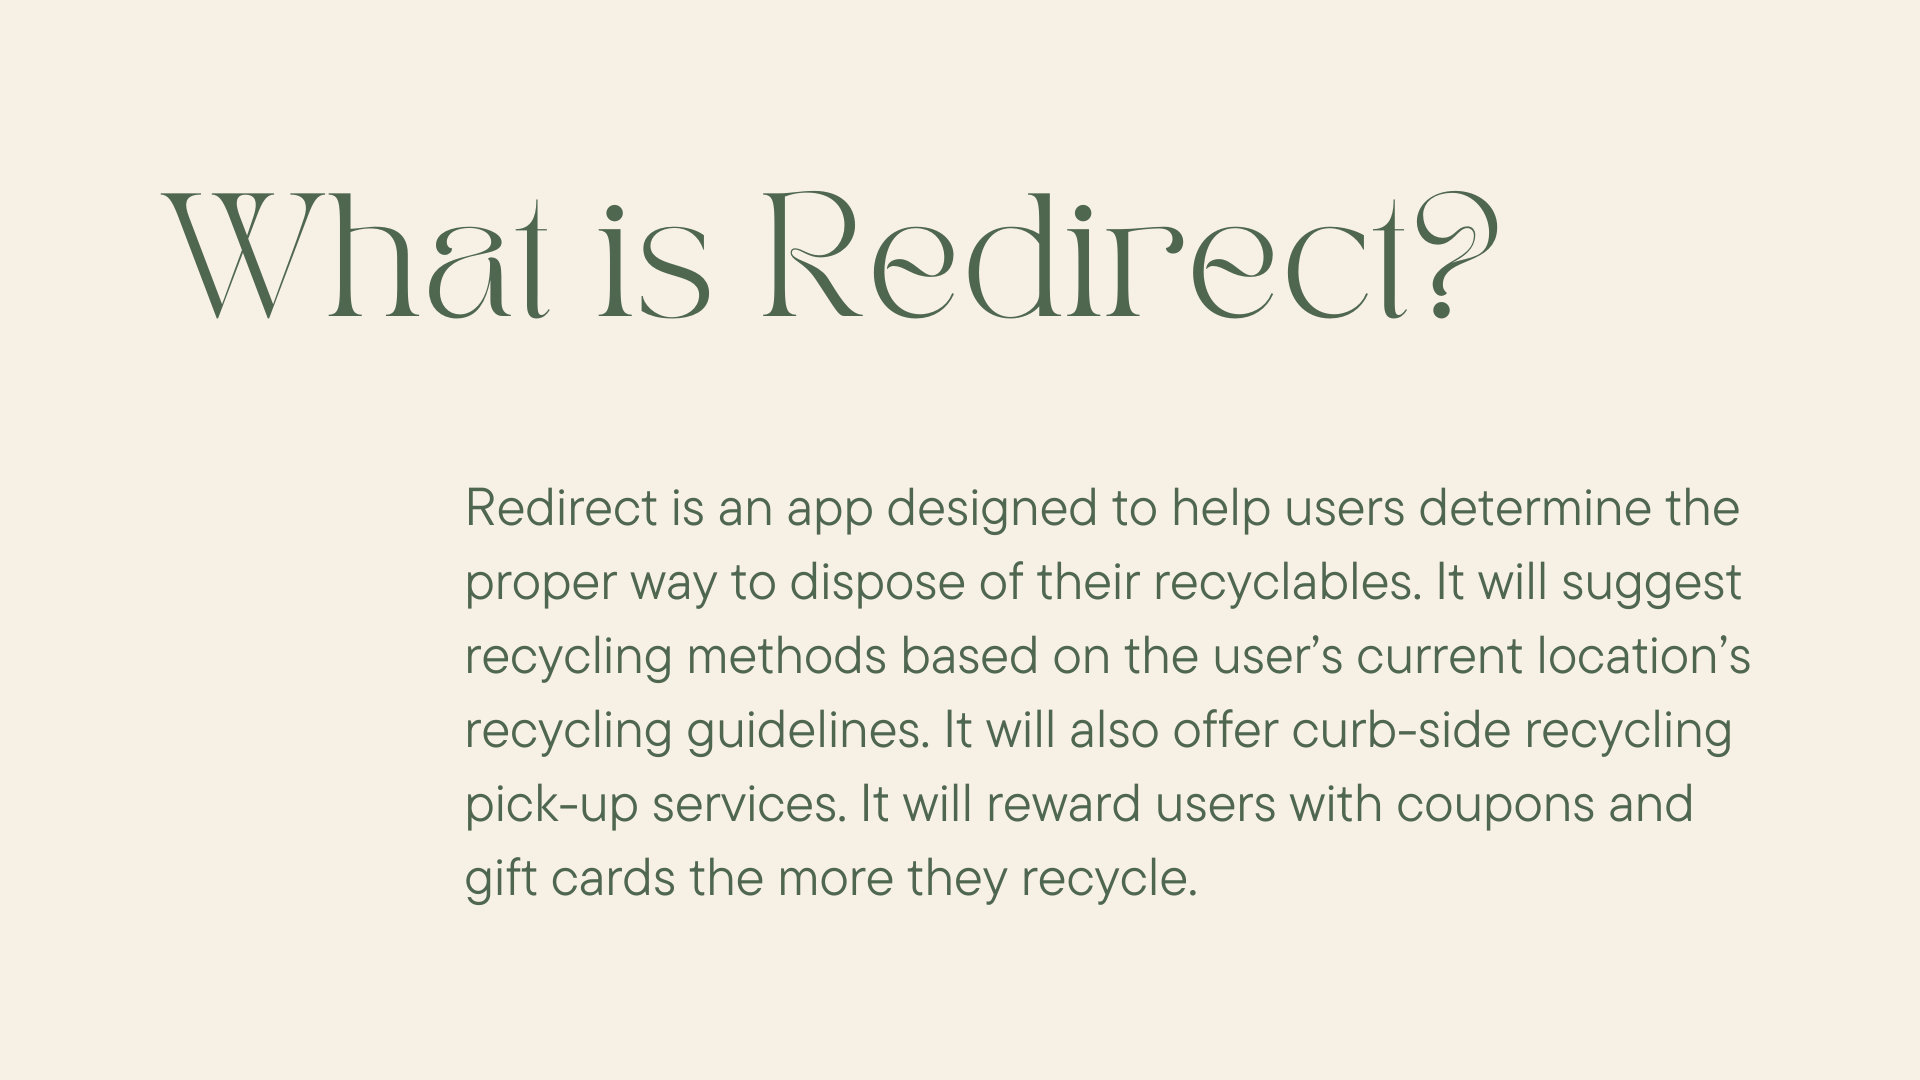 What is Redirect?
Redirect is an app designed to help users determine the
proper way to dispose of their recyclables. It will suggest
recycling methods based on the user’s current location’s
recycling guidelines. It will also offer curb-side recycling
pick-up services. It will reward users with coupons and
gift cards the more they recycle.